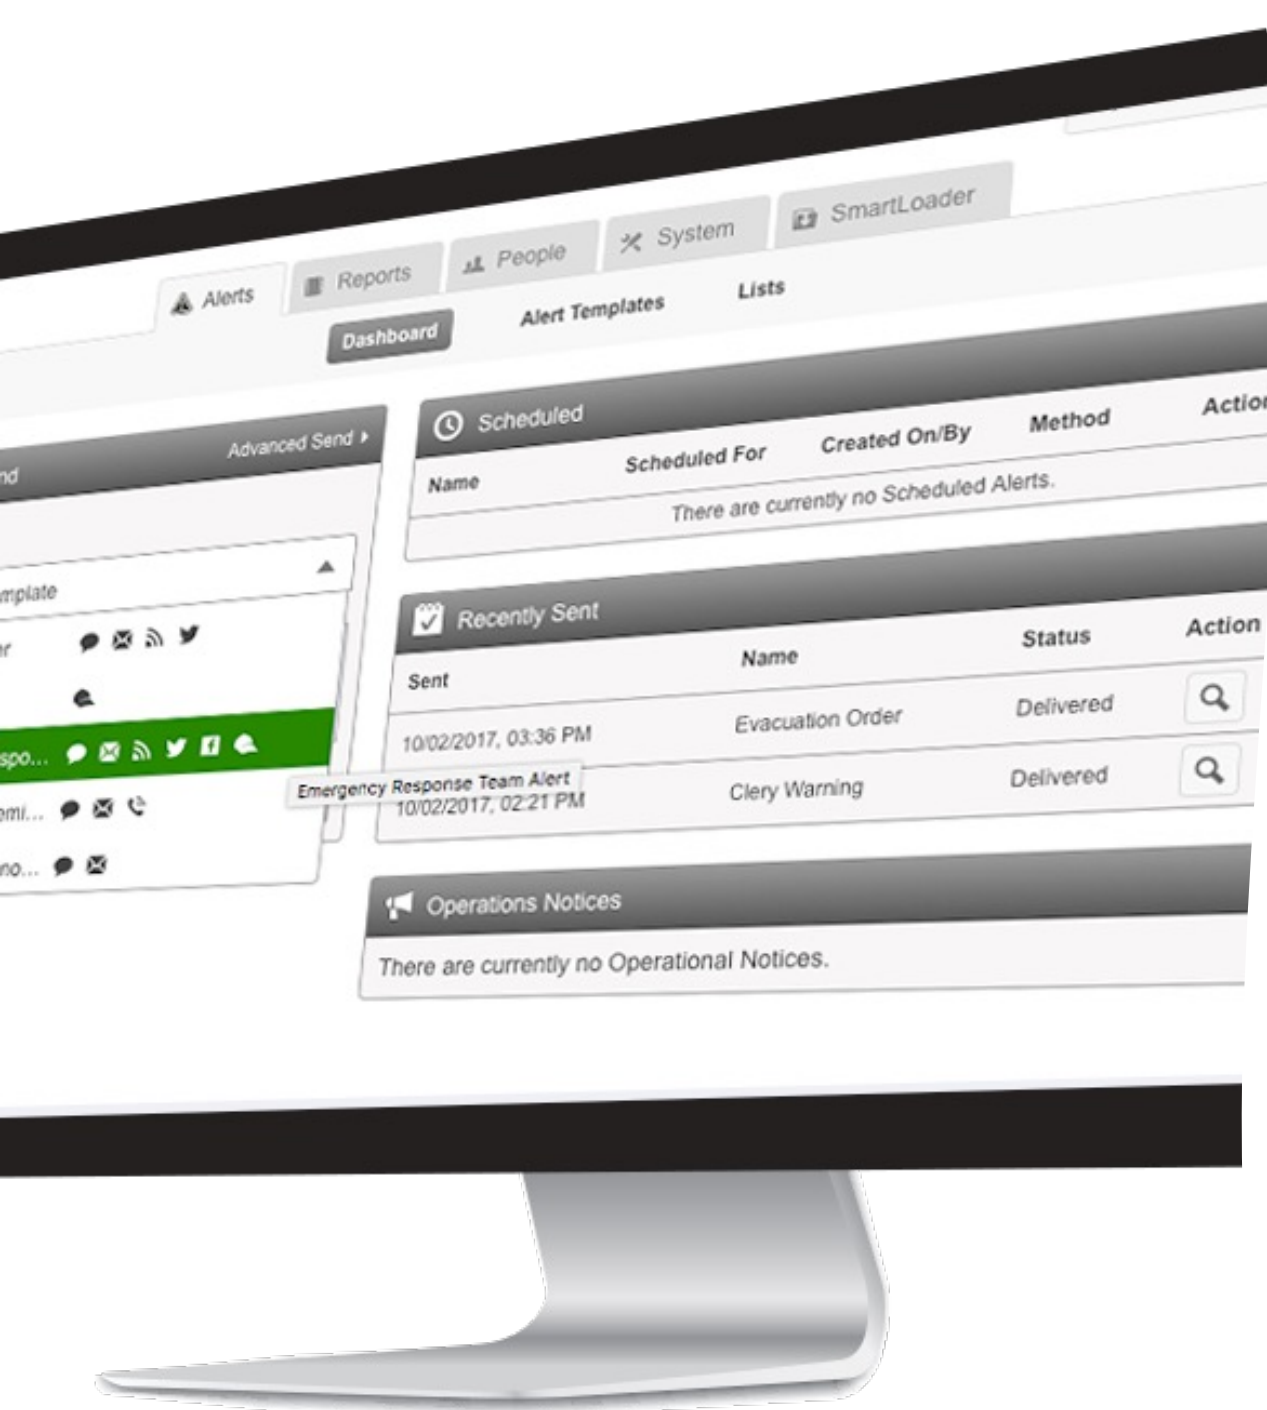 Alerts Reports People System SmartLoader
Dashboard Alert Templates Lists
Advanced Send
Scheduled
Name Scheduled For Created On/By Method
There are currently no Scheduled Alerts.
Recently Sent
Sent Name Status Action
10/02/2017, 03:36 PM Evacuation Order Delivered
Emergency Response Team Alert
10/02/2017, 02:21 PM Clery Warning Delivered
Operations Notices
There are currently no Operational Notices.